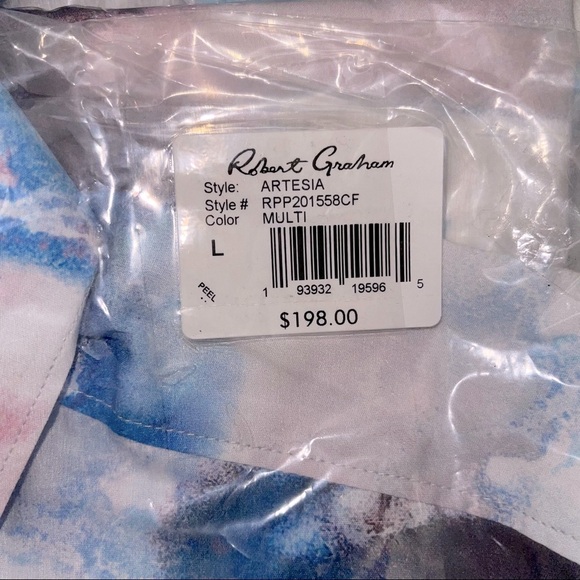 Robert Graham
Style: ARTESIA
Style # RPP201558CF
Color MULTI
L
PEEL
1 93932 19596 5
$198.00